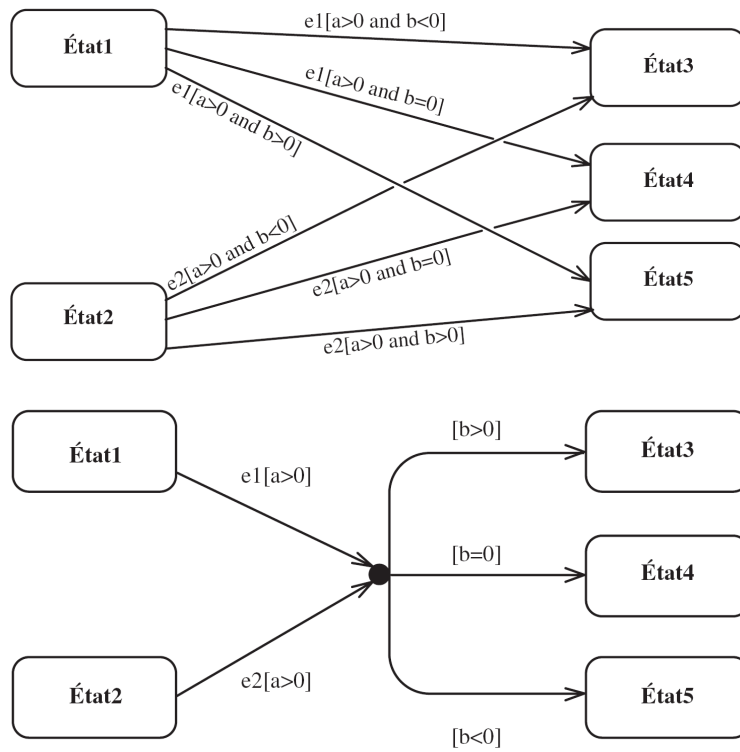 État1
e1[a>0 and b<0]
État3
e1[a>0 and b=0]
e1[a>0 and b>0]
État4
e2[a>0 and b<0]
e2[a>0 and b=0]
État5
État2
e2[a>0 and b>0]
État1
[b>0]
État3
e1[a>0]
[b=0]
État4
État2
e2[a>0]
État5
[b<0]